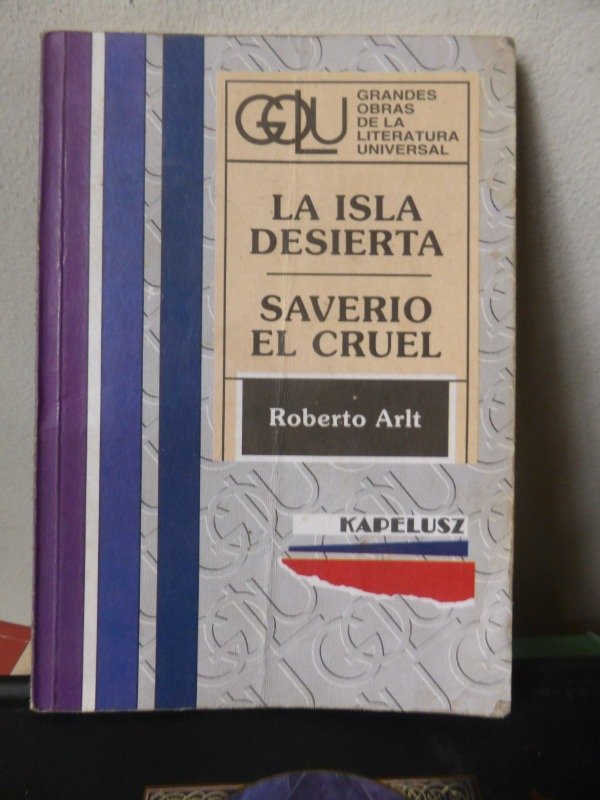 GOLU
GRANDES
OBRAS
DE LA
LITERATURA
UNIVERSAL
LA ISLA
DESIERTA
SAVERIO
EL CRUEL
Roberto Arlt
KAPELUSZ